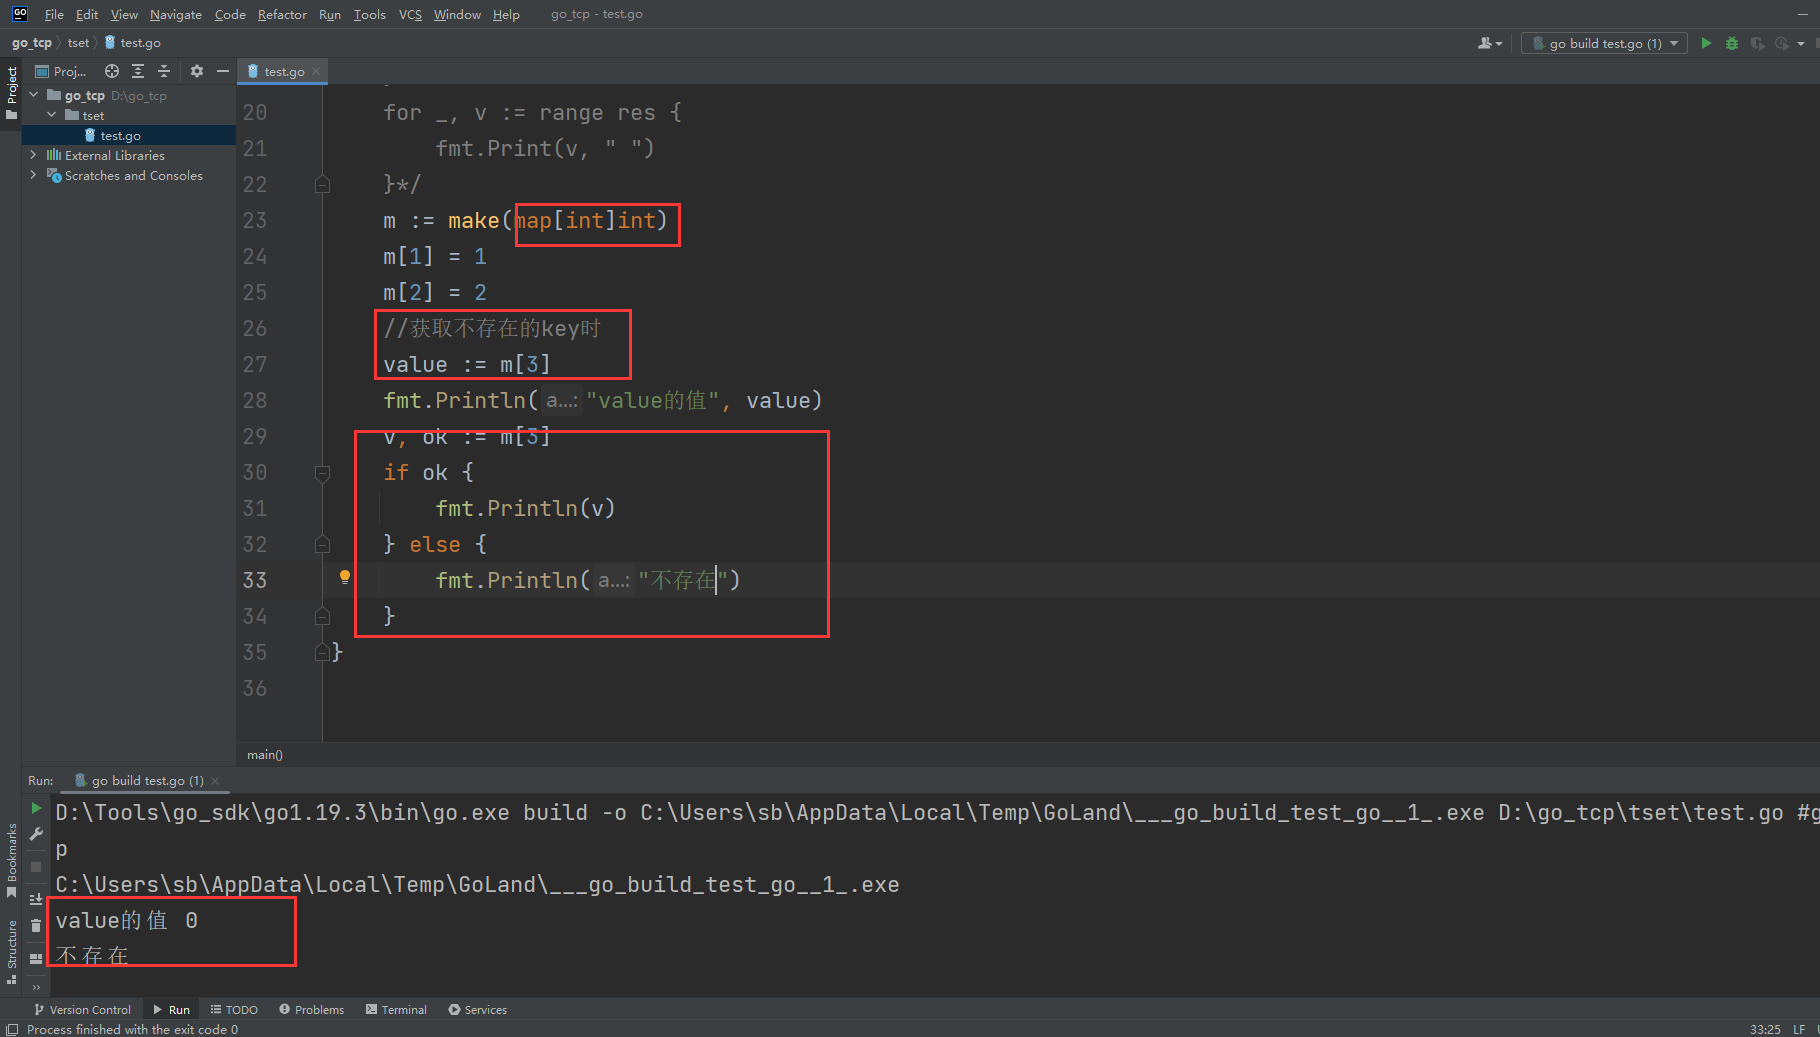 GO File Edit View Navigate Code Refactor Run Tools VCS Window Help go_tcp - test.go
go_tcp tset test.go go build test.go (1)
Project
Proj...
test.go
go_tcp D:\go_tcp
tset
test.go
External Libraries
Scratches and Consoles
20 for _, v := range res {
21 fmt.Print(v, " ")
22 }*/
23 m := make(map[int]int)
24 m[1] = 1
25 m[2] = 2
26 //获取不存在的key时
27 value := m[3]
28 fmt.Println( a...: "value的值", value)
29 v, ok := m[3]
30 if ok {
31 fmt.Println(v)
32 } else {
33 fmt.Println( a...: "不存在")
34 }
35 }
36
main()
Run: go build test.go (1)
D:\Tools\go_sdk\go1.19.3\bin\go.exe build -o C:\Users\sb\AppData\Local\Temp\GoLand\___go_build_test_go__1_.exe D:\go_tcp\tset\test.go #g
p
C:\Users\sb\AppData\Local\Temp\GoLand\___go_build_test_go__1_.exe
value的值 0
不存在
Bookmarks
Structure
Version Control Run TODO Problems Terminal Services
Process finished with the exit code 0 33:25 LF